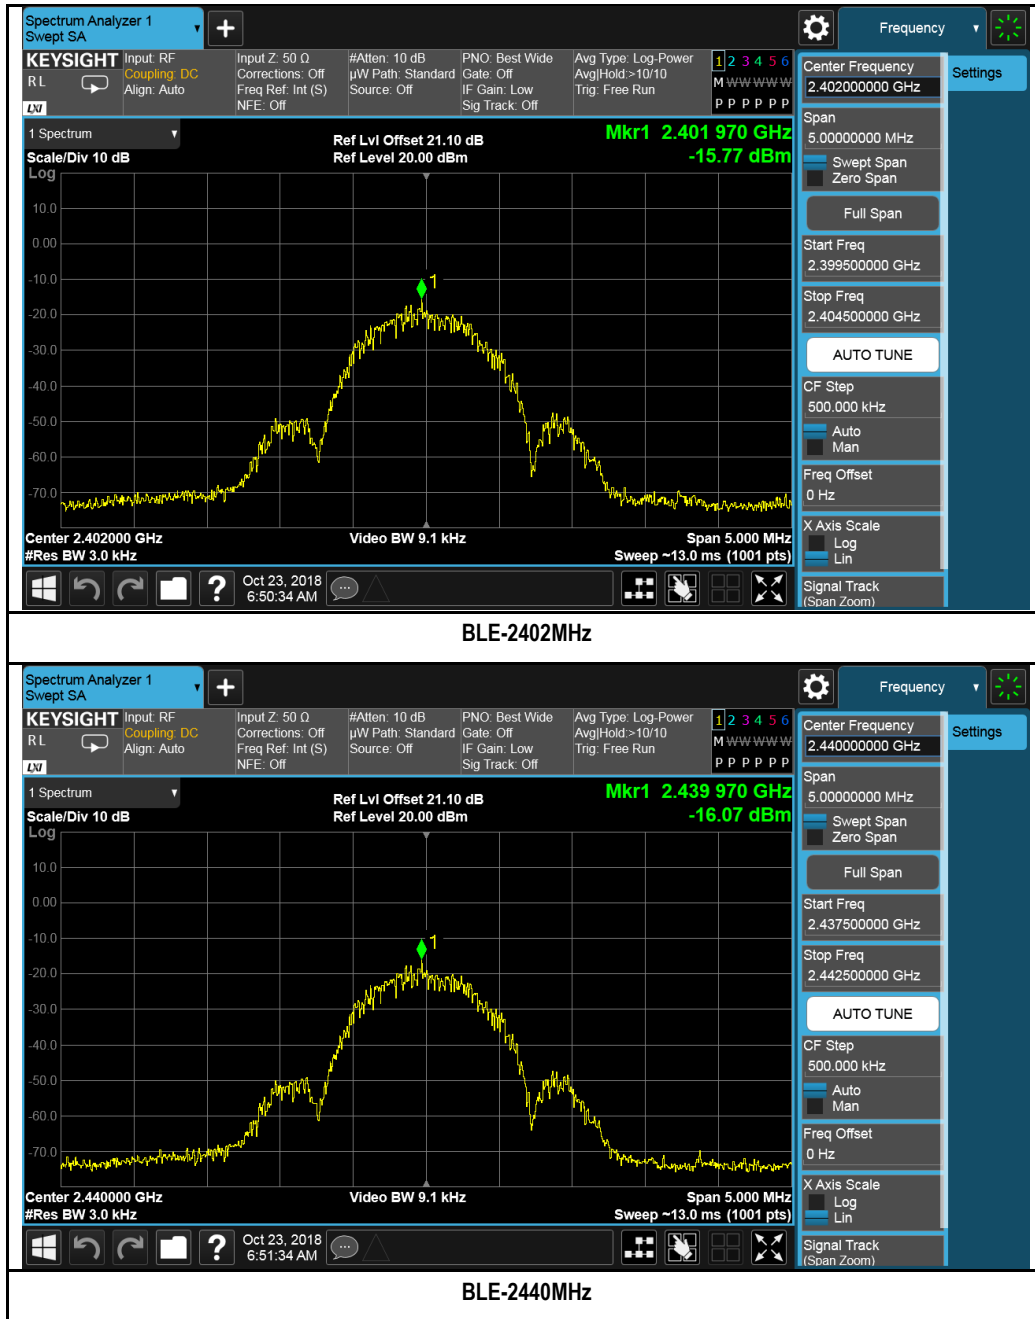 Spectrum Analyzer 1
Swept SA
Frequency
KEYSIGHT
RL
LXI
Input: RF
Coupling: DC
Align: Auto
Input Z: 50 Ω
Corrections: Off
Freq Ref: Int (S)
NFE: Off
#Atten: 10 dB
µW Path: Standard
Source: Off
PNO: Best Wide
Gate: Off
IF Gain: Low
Sig Track: Off
Avg Type: Log-Power
Avg|Hold:>10/10
Trig: Free Run
1 2 3 4 5 6
M W W W W W
P P P P P P
1 Spectrum
Scale/Div 10 dB
Log
Ref Lvl Offset 21.10 dB
Ref Level 20.00 dBm
Mkr1 2.401 970 GHz
-15.77 dBm
10.0
0.00
-10.0
-20.0
-30.0
-40.0
-50.0
-60.0
-70.0
1
Center 2.402000 GHz
#Res BW 3.0 kHz
Video BW 9.1 kHz
Span 5.000 MHz
Sweep ~13.0 ms (1001 pts)
?
Oct 23, 2018
6:50:34 AM
Center Frequency
2.402000000 GHz
Settings
Span
5.00000000 MHz
Swept Span
Zero Span
Full Span
Start Freq
2.399500000 GHz
Stop Freq
2.404500000 GHz
AUTO TUNE
CF Step
500.000 kHz
Auto
Man
Freq Offset
0 Hz
X Axis Scale
Log
Lin
Signal Track
(Span Zoom)
BLE-2402MHz
Spectrum Analyzer 1
Swept SA
Frequency
KEYSIGHT
RL
LXI
Input: RF
Coupling: DC
Align: Auto
Input Z: 50 Ω
Corrections: Off
Freq Ref: Int (S)
NFE: Off
#Atten: 10 dB
µW Path: Standard
Source: Off
PNO: Best Wide
Gate: Off
IF Gain: Low
Sig Track: Off
Avg Type: Log-Power
Avg|Hold:>10/10
Trig: Free Run
1 2 3 4 5 6
M W W W W W
P P P P P P
1 Spectrum
Scale/Div 10 dB
Log
Ref Lvl Offset 21.10 dB
Ref Level 20.00 dBm
Mkr1 2.439 970 GHz
-16.07 dBm
10.0
0.00
-10.0
-20.0
-30.0
-40.0
-50.0
-60.0
-70.0
1
Center 2.440000 GHz
#Res BW 3.0 kHz
Video BW 9.1 kHz
Span 5.000 MHz
Sweep ~13.0 ms (1001 pts)
?
Oct 23, 2018
6:51:34 AM
Center Frequency
2.440000000 GHz
Settings
Span
5.00000000 MHz
Swept Span
Zero Span
Full Span
Start Freq
2.437500000 GHz
Stop Freq
2.442500000 GHz
AUTO TUNE
CF Step
500.000 kHz
Auto
Man
Freq Offset
0 Hz
X Axis Scale
Log
Lin
Signal Track
(Span Zoom)
BLE-2440MHz